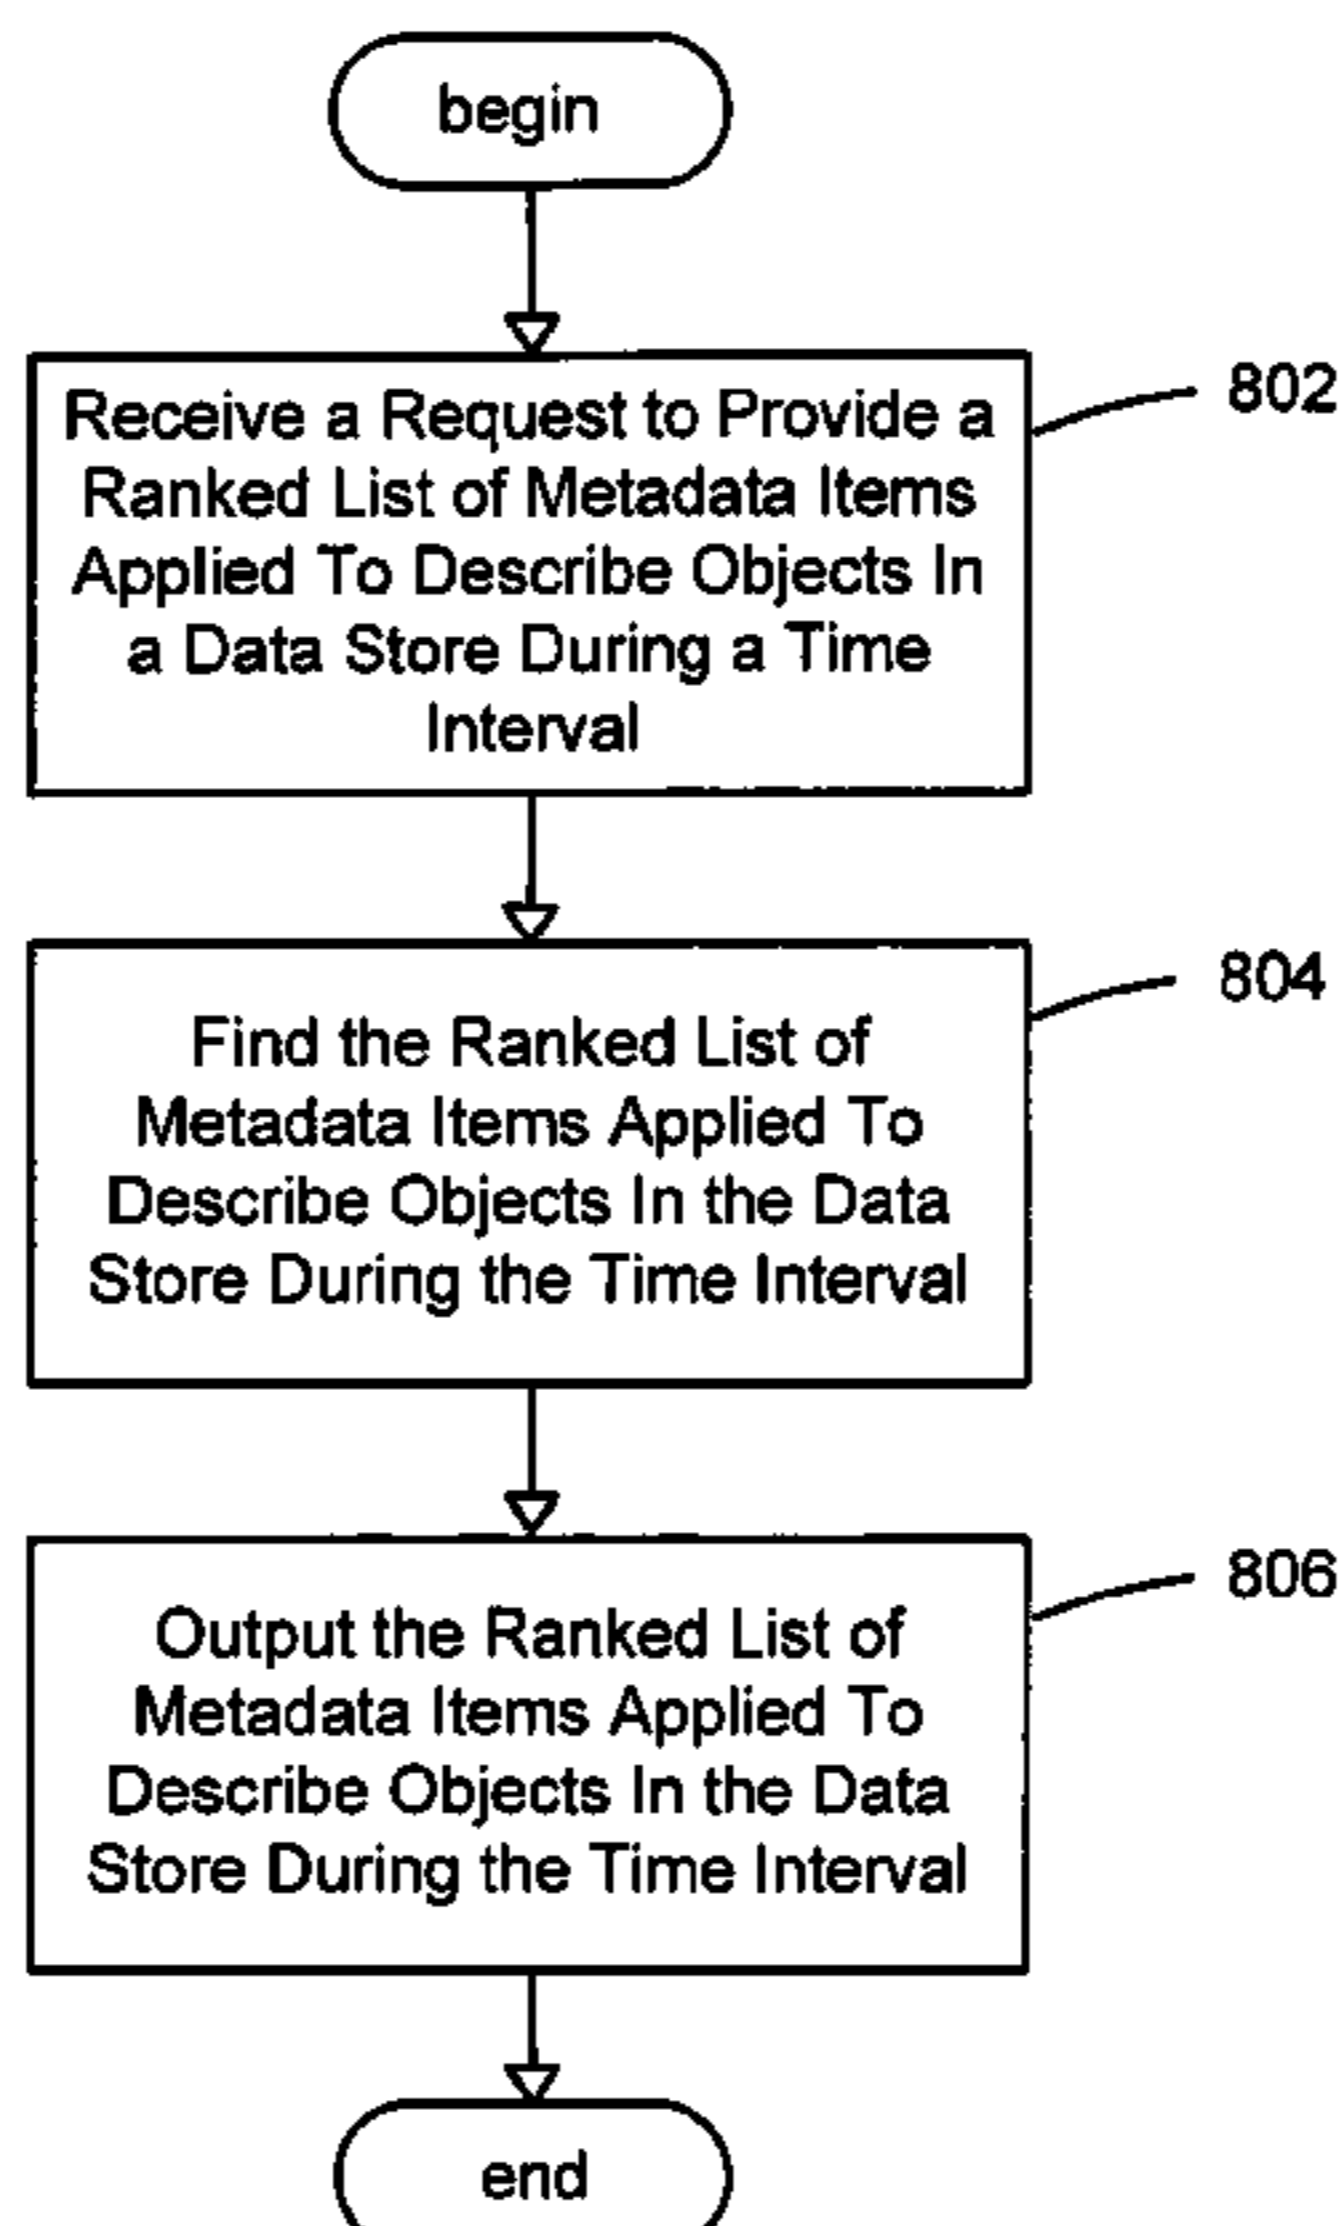 begin
Receive a Request to Provide a
Ranked List of Metadata Items
Applied To Describe Objects In
a Data Store During a Time
Interval
802
Find the Ranked List of
Metadata Items Applied To
Describe Objects In the Data
Store During the Time Interval
804
Output the Ranked List of
Metadata Items Applied To
Describe Objects In the Data
Store During the Time Interval
806
end